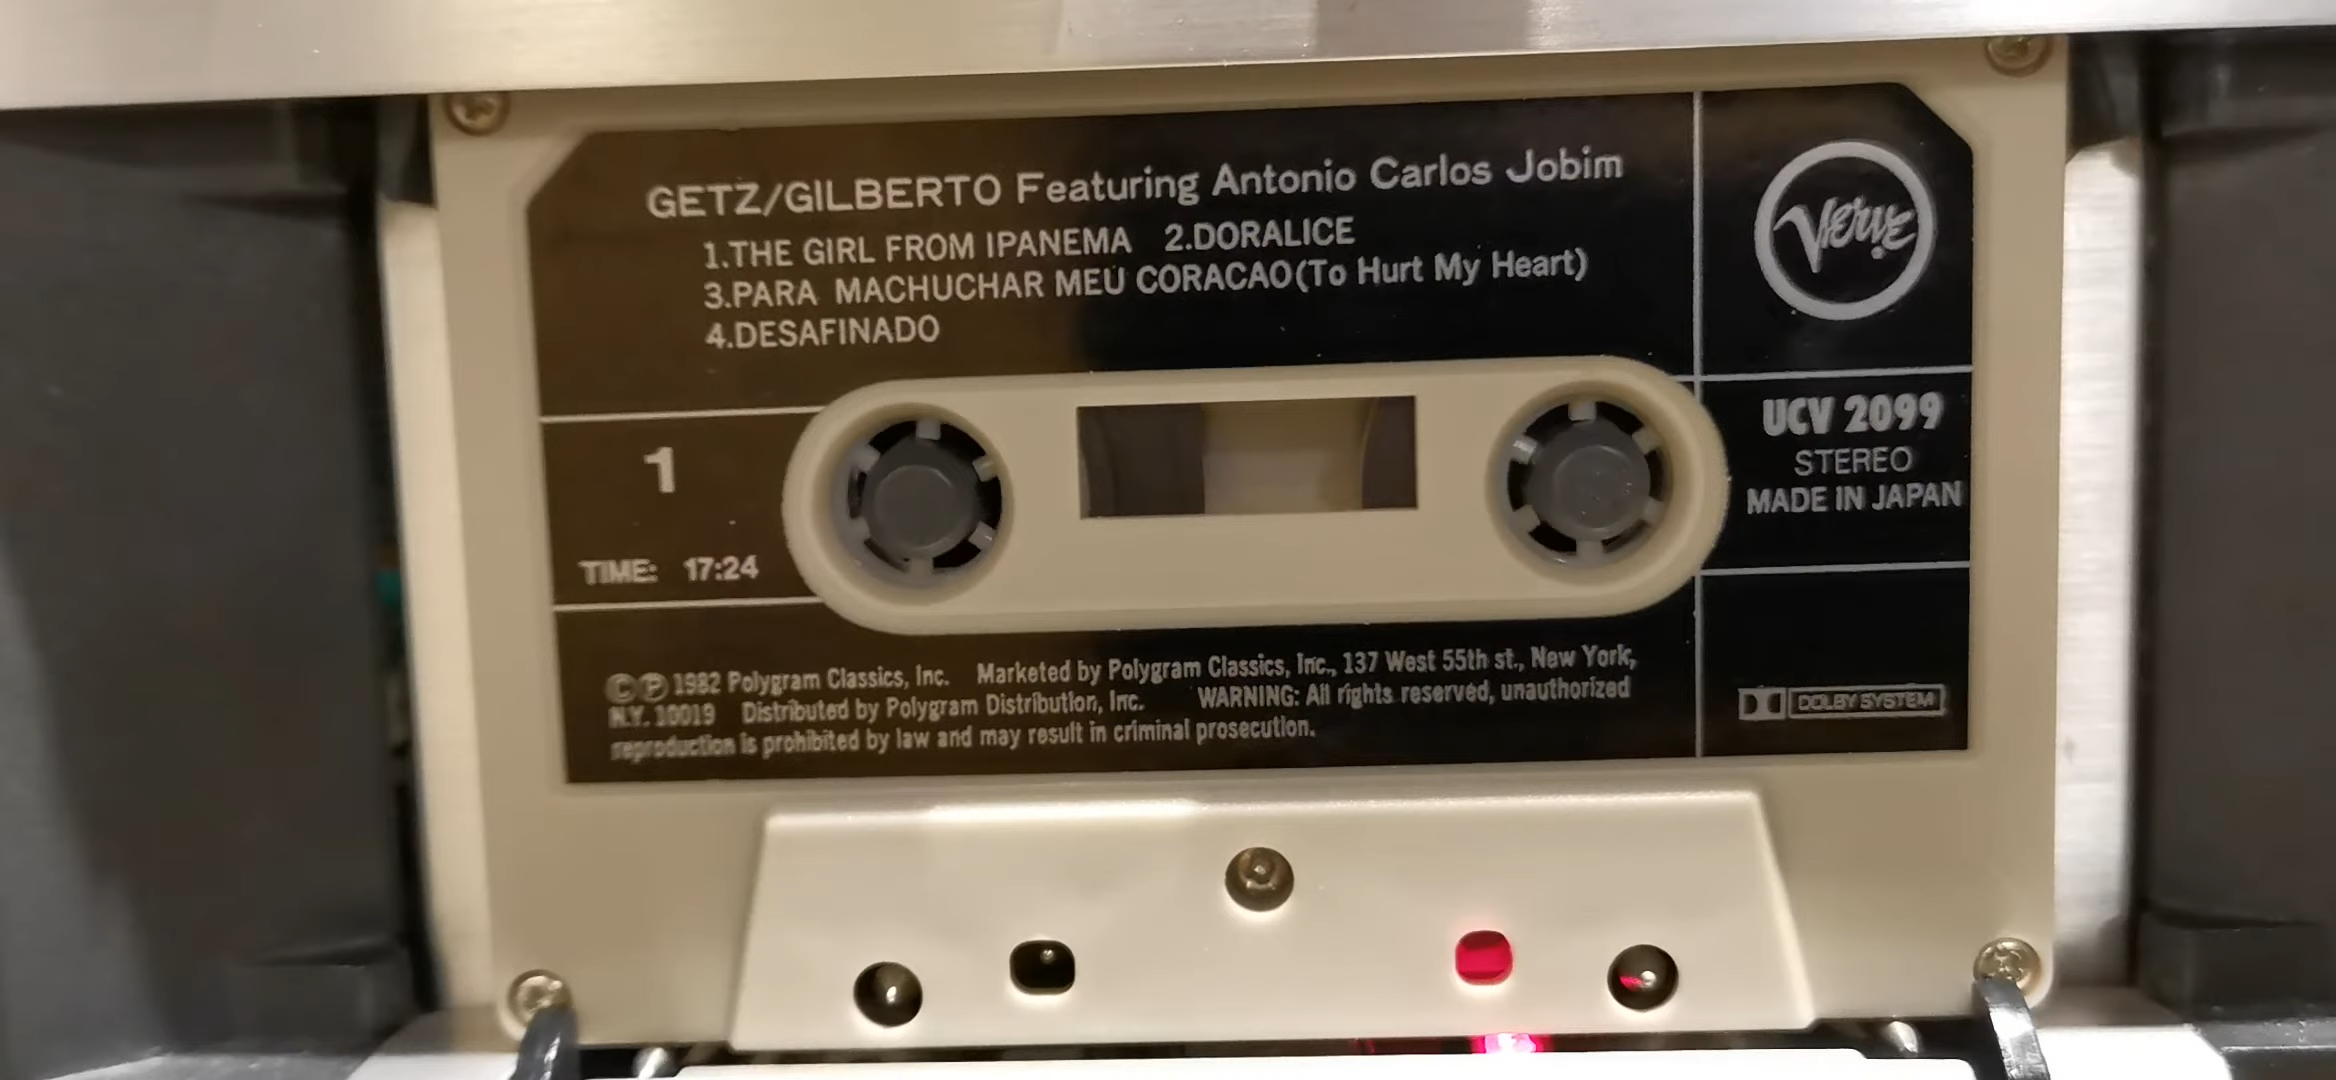 GETZ/GILBERTO Featuring Antonio Carlos Jobim
1.THE GIRL FROM IPANEMA 2.DORALICE
3.PARA MACHUCHAR MEU CORACAO(To Hurt My Heart)
4.DESAFINADO
Verve
1
TIME: 17:24
UCV 2099
STEREO
MADE IN JAPAN
©℗ 1982 Polygram Classics, Inc. Marketed by Polygram Classics, Inc., 137 West 55th st., New York,
N.Y. 10019 Distributed by Polygram Distribution, Inc. WARNING: All rights reserved, unauthorized
reproduction is prohibited by law and may result in criminal prosecution.
DOLBY SYSTEM